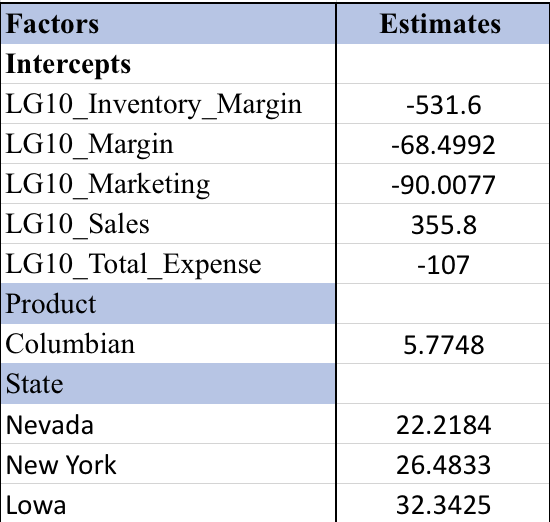 Factors Estimates
Intercepts
LG10_Inventory_Margin -531.6
LG10_Margin -68.4992
LG10_Marketing -90.0077
LG10_Sales 355.8
LG10_Total_Expense -107
Product
Columbian 5.7748
State
Nevada 22.2184
New York 26.4833
Lowa 32.3425